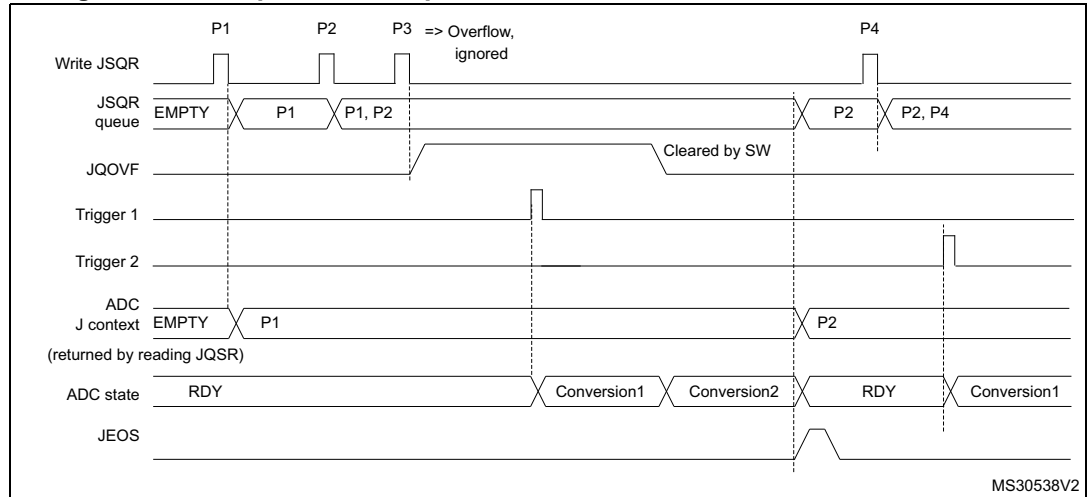 P1 P2 P3 => Overflow, P4
ignored
Write JSQR
JSQR
queue EMPTY P1 P1, P2 P2 P2, P4
JQOVF Cleared by SW
Trigger 1
Trigger 2
ADC
J context EMPTY P1 P2
(returned by reading JQSR)
ADC state RDY Conversion1 Conversion2 RDY Conversion1
JEOS
MS30538V2